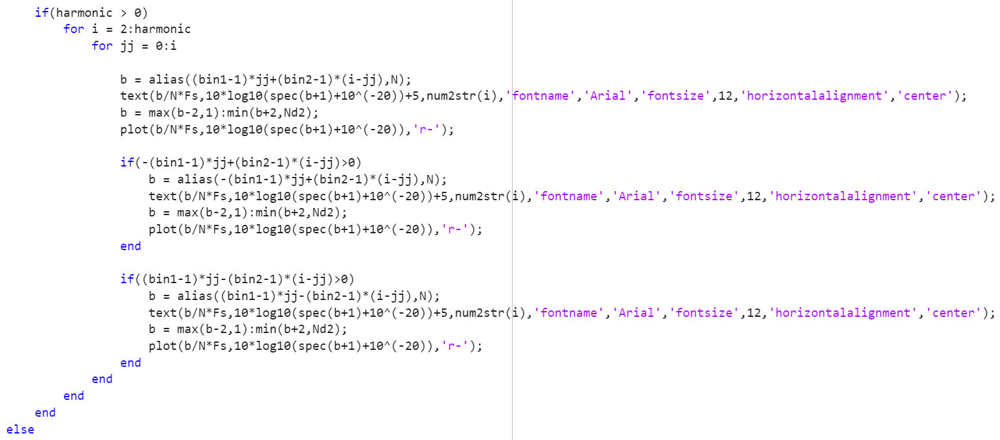 if(harmonic > 0)
for i = 2:harmonic
for jj = 0:i
b = alias((bin1-1)*jj+(bin2-1)*(i-jj),N);
text(b/N*Fs,10*log10(spec(b+1)+10^(-20))+5,num2str(i),'fontname','Arial','fontsize',12,'horizontalalignment','center');
b = max(b-2,1):min(b+2,Nd2);
plot(b/N*Fs,10*log10(spec(b+1)+10^(-20)),'r-');
if(-(bin1-1)*jj+(bin2-1)*(i-jj)>0)
b = alias(-(bin1-1)*jj+(bin2-1)*(i-jj),N);
text(b/N*Fs,10*log10(spec(b+1)+10^(-20))+5,num2str(i),'fontname','Arial','fontsize',12,'horizontalalignment','center');
b = max(b-2,1):min(b+2,Nd2);
plot(b/N*Fs,10*log10(spec(b+1)+10^(-20)),'r-');
end
if((bin1-1)*jj-(bin2-1)*(i-jj)>0)
b = alias((bin1-1)*jj-(bin2-1)*(i-jj),N);
text(b/N*Fs,10*log10(spec(b+1)+10^(-20))+5,num2str(i),'fontname','Arial','fontsize',12,'horizontalalignment','center');
b = max(b-2,1):min(b+2,Nd2);
plot(b/N*Fs,10*log10(spec(b+1)+10^(-20)),'r-');
end
end
end
end
else